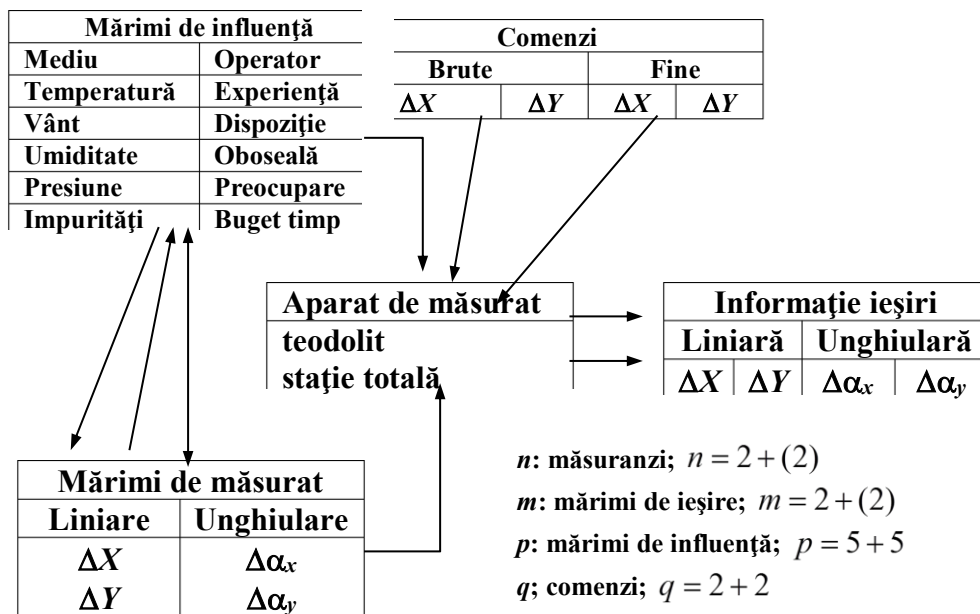 Mărimi de influenţă
Mediu Operator
Temperatură Experienţă
Vânt Dispoziţie
Umiditate Oboseală
Presiune Preocupare
Impurităţi Buget timp
Comenzi
Brute Fine
ΔX ΔY ΔX ΔY
Aparat de măsurat
teodolit
staţie totală
Informaţie ieşiri
Liniară Unghiulară
ΔX ΔY Δαx Δαy
Mărimi de măsurat
Liniare Unghiulare
ΔX Δαx
ΔY Δαy
n: măsuranzi; n = 2 + (2)
m: mărimi de ieşire; m = 2 + (2)
p: mărimi de influenţă; p = 5 + 5
q; comenzi; q = 2 + 2